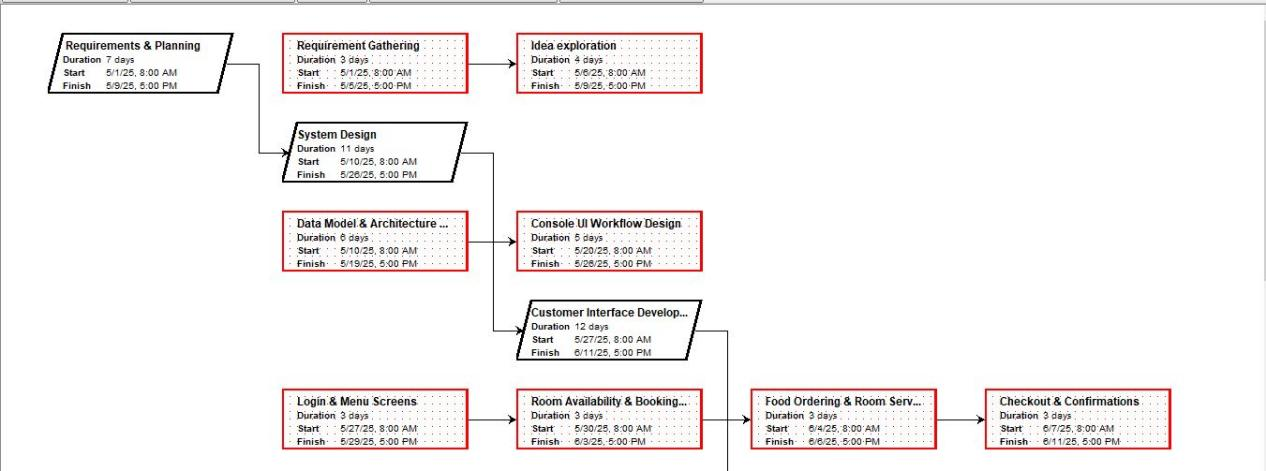 Requirements & Planning
Duration 7 days
Start 5/1/25, 8:00 AM
Finish 5/9/25, 5:00 PM
Requirement Gathering
Duration 3 days
Start 5/1/25, 8:00 AM
Finish 5/5/25, 5:00 PM
Idea exploration
Duration 4 days
Start 5/6/25, 8:00 AM
Finish 5/9/25, 5:00 PM
System Design
Duration 11 days
Start 5/10/25, 8:00 AM
Finish 5/26/25, 5:00 PM
Data Model & Architecture ...
Duration 6 days
Start 5/10/25, 8:00 AM
Finish 5/19/25, 5:00 PM
Console UI Workflow Design
Duration 5 days
Start 5/20/25, 8:00 AM
Finish 5/26/25, 5:00 PM
Customer Interface Develop...
Duration 12 days
Start 5/27/25, 8:00 AM
Finish 6/11/25, 5:00 PM
Login & Menu Screens
Duration 3 days
Start 5/27/25, 8:00 AM
Finish 5/29/25, 5:00 PM
Room Availability & Booking...
Duration 3 days
Start 5/30/25, 8:00 AM
Finish 6/3/25, 5:00 PM
Food Ordering & Room Serv...
Duration 3 days
Start 6/4/25, 8:00 AM
Finish 6/6/25, 5:00 PM
Checkout & Confirmations
Duration 3 days
Start 6/7/25, 8:00 AM
Finish 6/11/25, 5:00 PM